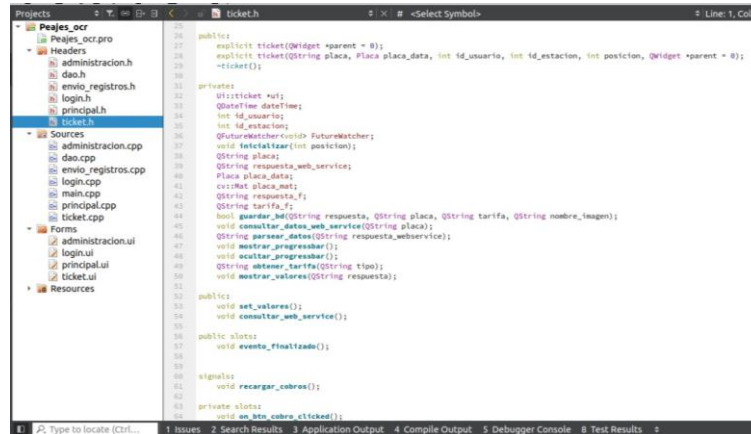 Projects
ticket.h
# <Select Symbol>
Line: 1, Col
Peajes_ocr
Peajes_ocr.pro
Headers
administracion.h
dao.h
envio_registros.h
login.h
principal.h
ticket.h
Sources
administracion.cpp
dao.cpp
envio_registros.cpp
login.cpp
main.cpp
principal.cpp
ticket.cpp
Forms
administracion.ui
login.ui
principal.ui
ticket.ui
Resources
25
26 public:
27 explicit ticket(QWidget *parent = 0);
28 explicit ticket(QString placa, Placa placa_data, int id_usuario, int id_estacion, int posicion, QWidget *parent = 0);
29 ~ticket();
30
31 private:
32 Ui::ticket *ui;
33 QDateTime dateTime;
34 int id_usuario;
35 int id_estacion;
36 QFutureWatcher<void> FutureWatcher;
37 void inicializar(int posicion);
38 QString placa;
39 QString respuesta_web_service;
40 Placa placa_data;
41 cv::Mat placa_mat;
42 QString respuesta_f;
43 QString tarifa_f;
44 bool guardar_bd(QString respuesta, QString placa, QString tarifa, QString nombre_imagen);
45 void consultar_datos_web_service(QString placa);
46 QString parsear_datos(QString respuesta_webservice);
47 void mostrar_progressbar();
48 void ocultar_progressbar();
49 QString obtener_tarifa(QString tipo);
50 void mostrar_valores(QString respuesta);
51
52 public:
53 void set_valores();
54 void consultar_web_service();
55
56 public slots:
57 void evento_finalizado();
58
59
60 signals:
61 void recargar_cobros();
62
63 private slots:
64 void on_btn_cobro_clicked();
Type to locate (Ctrl...
1 Issues
2 Search Results
3 Application Output
4 Compile Output
5 Debugger Console
8 Test Results